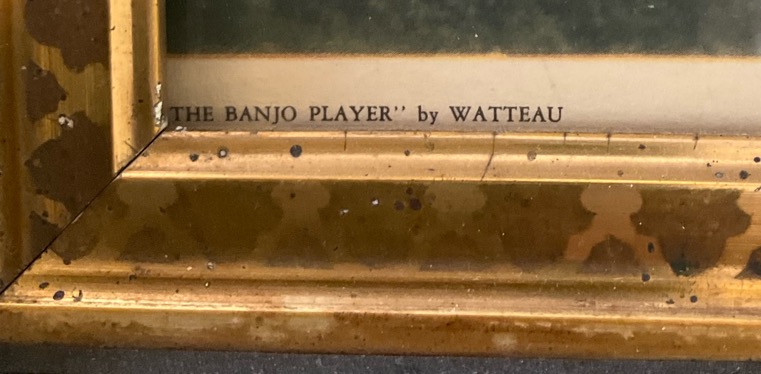 THE BANJO PLAYER" by WATTEAU